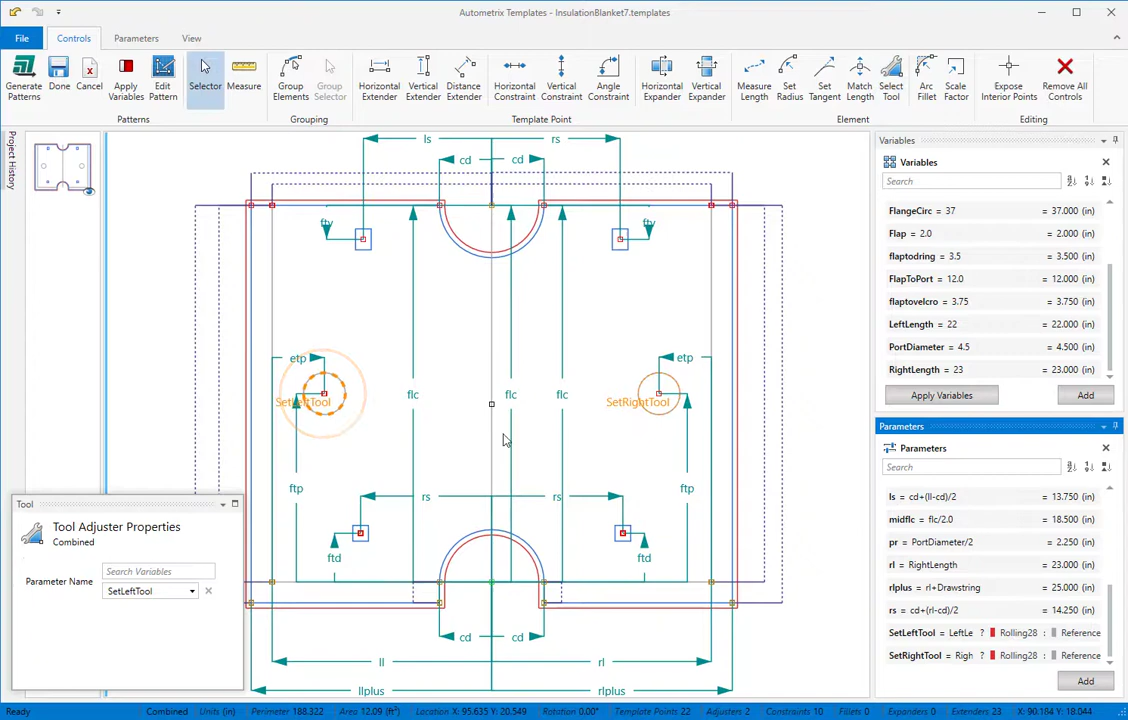 Autometrix Templates - InsulationBlanket7.templates
File
Controls
Parameters
View
Generate Patterns
Done
Cancel
Apply Variables
Edit Pattern
Selector
Measure
Group Elements
Group Selector
Horizontal Extender
Vertical Extender
Distance Extender
Horizontal Constraint
Vertical Constraint
Angle Constraint
Horizontal Expander
Vertical Expander
Measure Length
Set Radius
Set Tangent
Match Length
Select Tool
Arc Fillet
Scale Factor
Expose Interior Points
Remove All Controls
Patterns
Grouping
Template Point
Element
Editing
Project History
ls
rs
cd
cd
ftv
ftv
etp
etp
SetLeftTool
SetRightTool
flc
flc
flc
ftp
ftp
rs
rs
ftd
ftd
cd
cd
ll
rl
llplus
rlplus
Tool
Tool Adjuster Properties
Combined
Search Variables
Parameter Name
SetLeftTool
Variables
Variables
Search
FlangeCirc = 37 = 37.000 (in)
Flap = 2.0 = 2.000 (in)
flaptodring = 3.5 = 3.500 (in)
FlapToPort = 12.0 = 12.000 (in)
flaptovelcro = 3.75 = 3.750 (in)
LeftLength = 22 = 22.000 (in)
PortDiameter = 4.5 = 4.500 (in)
RightLength = 23 = 23.000 (in)
Apply Variables
Add
Parameters
Parameters
Search
ls = cd+(ll-cd)/2 = 13.750 (in)
midflc = flc/2.0 = 18.500 (in)
pr = PortDiameter/2 = 2.250 (in)
rl = RightLength = 23.000 (in)
rlplus = rl+Drawstring = 25.000 (in)
rs = cd+(rl-cd)/2 = 14.250 (in)
SetLeftTool = LeftLe ? Rolling28 : Reference
SetRightTool = Righ ? Rolling28 : Reference
Add
Ready
Combined Units (in) Perimeter 188.322 Area 12.09 (ft²) Location X: 95.635 Y: 20.549 Rotation 0.00° Template Points 22 Adjusters 2 Constraints 10 Fillets 0 Expanders 0 Extenders 23 X: 90.184 Y: 18.044